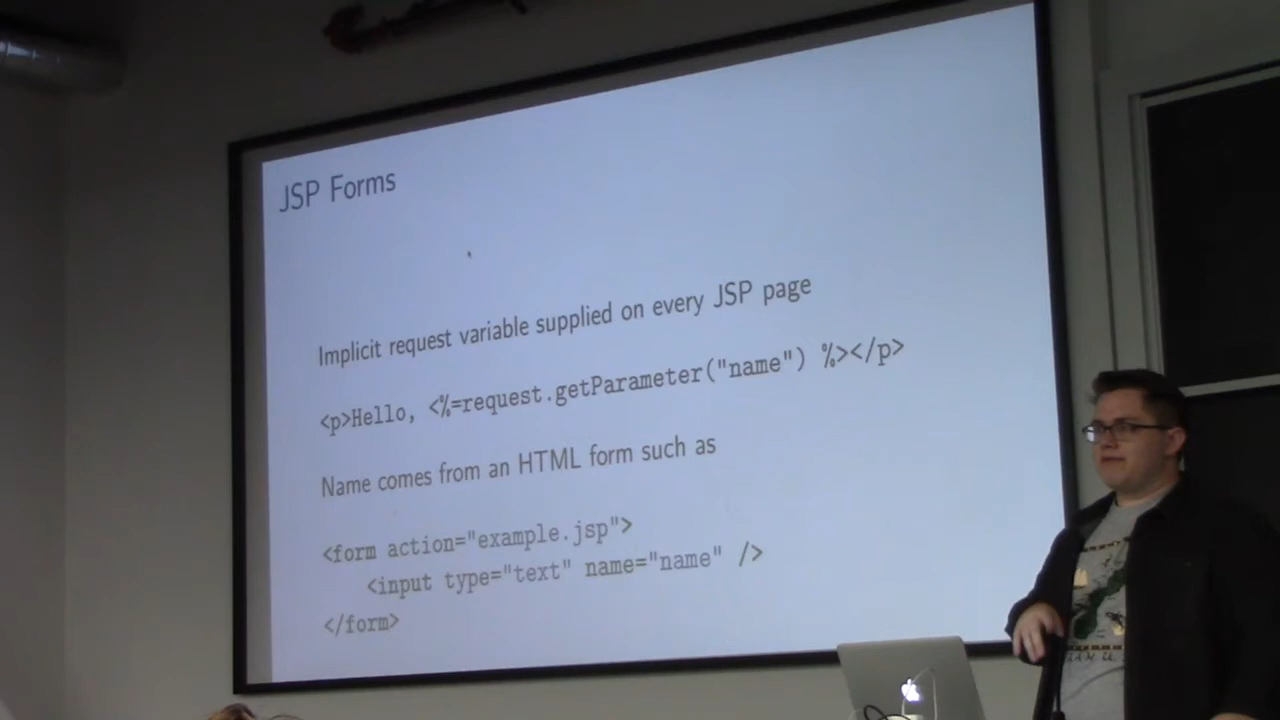 JSP Forms
Implicit request variable supplied on every JSP page
<p>Hello, <%=request.getParameter("name") %></p>
Name comes from an HTML form such as
<form action="example.jsp">
<input type="text" name="name" />
</form>